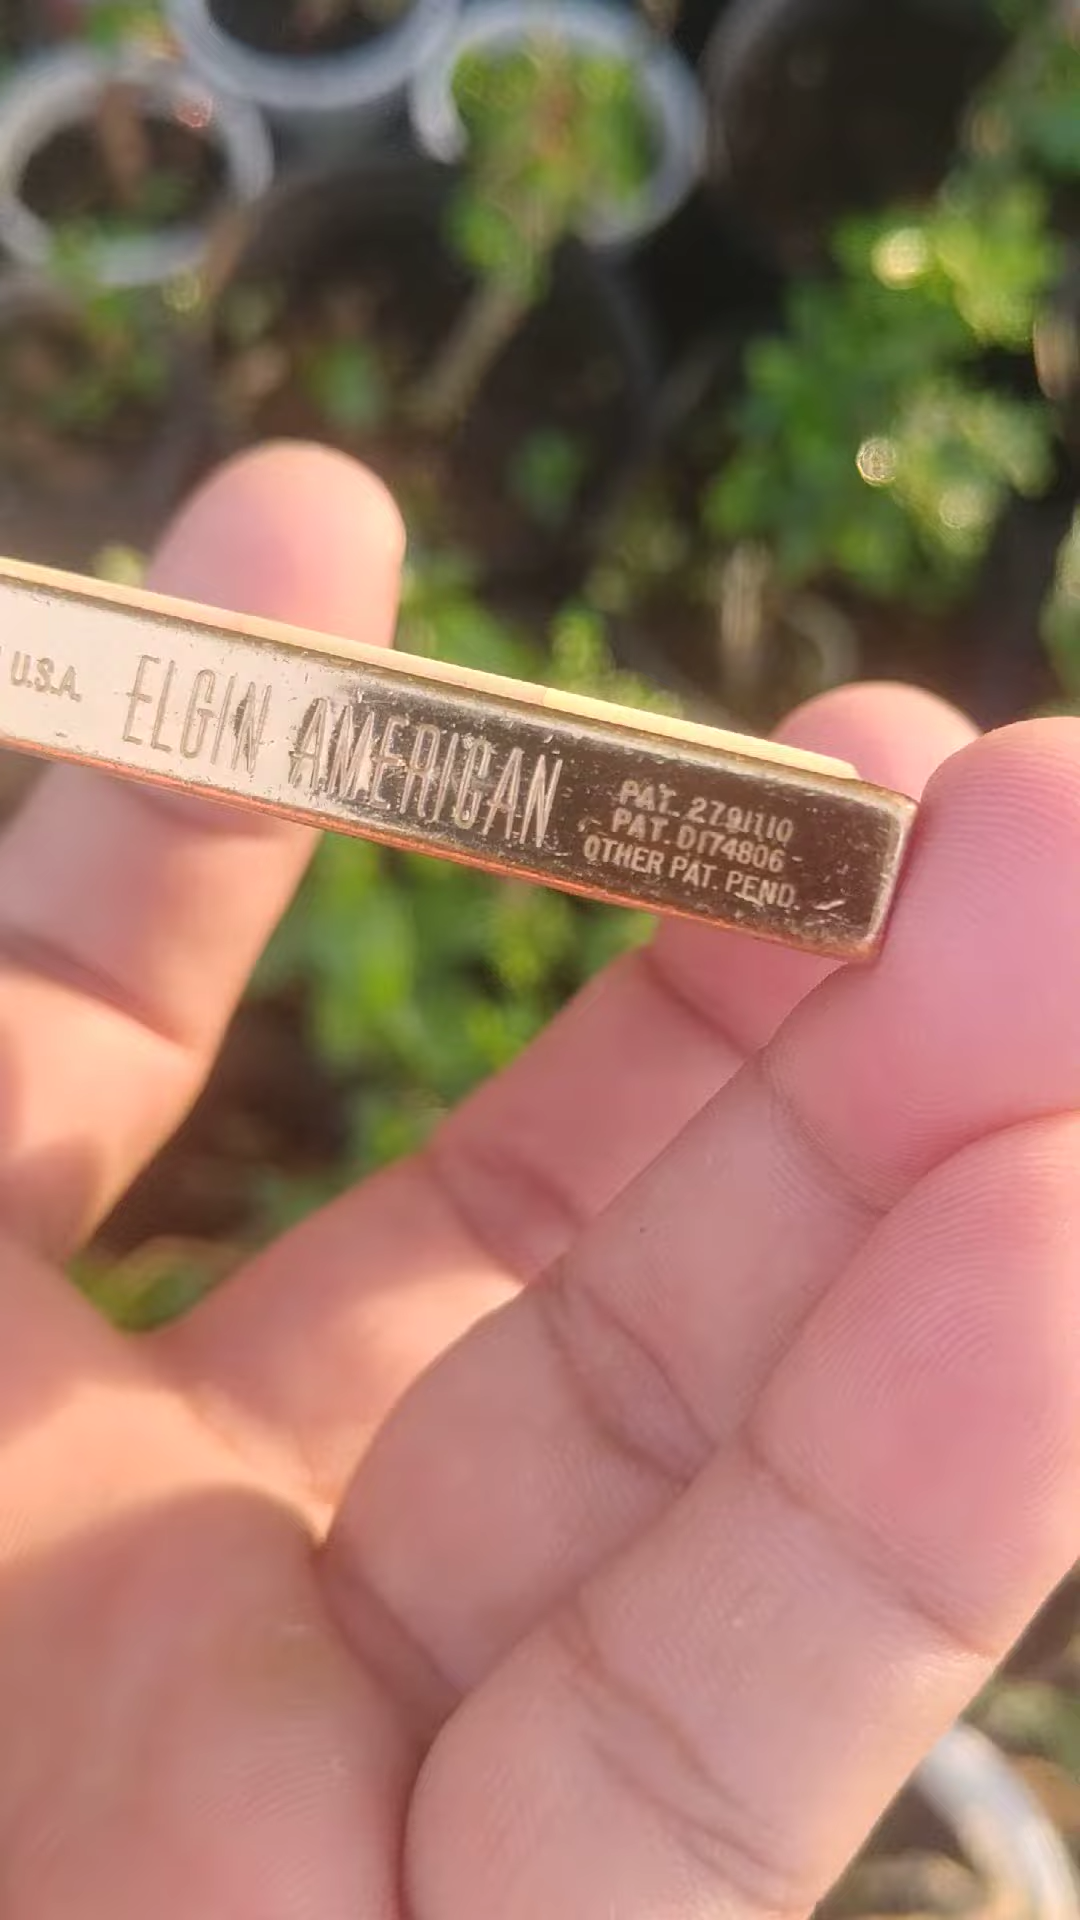 U.S.A. ELGIN AMERICAN
PAT. 2791110
PAT. D174806
OTHER PAT. PEND.